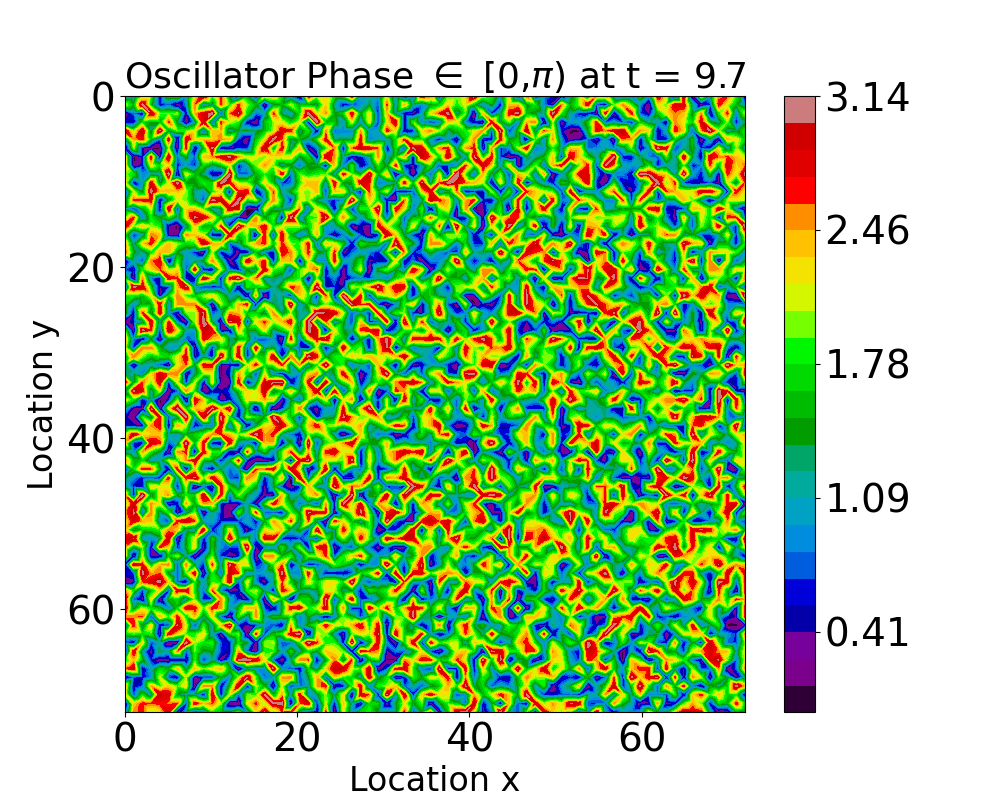 Oscillator Phase ∈ [0,π) at t = 9.7
0
20
40
60
Location y
0 20 40 60
Location x
3.14
2.46
1.78
1.09
0.41